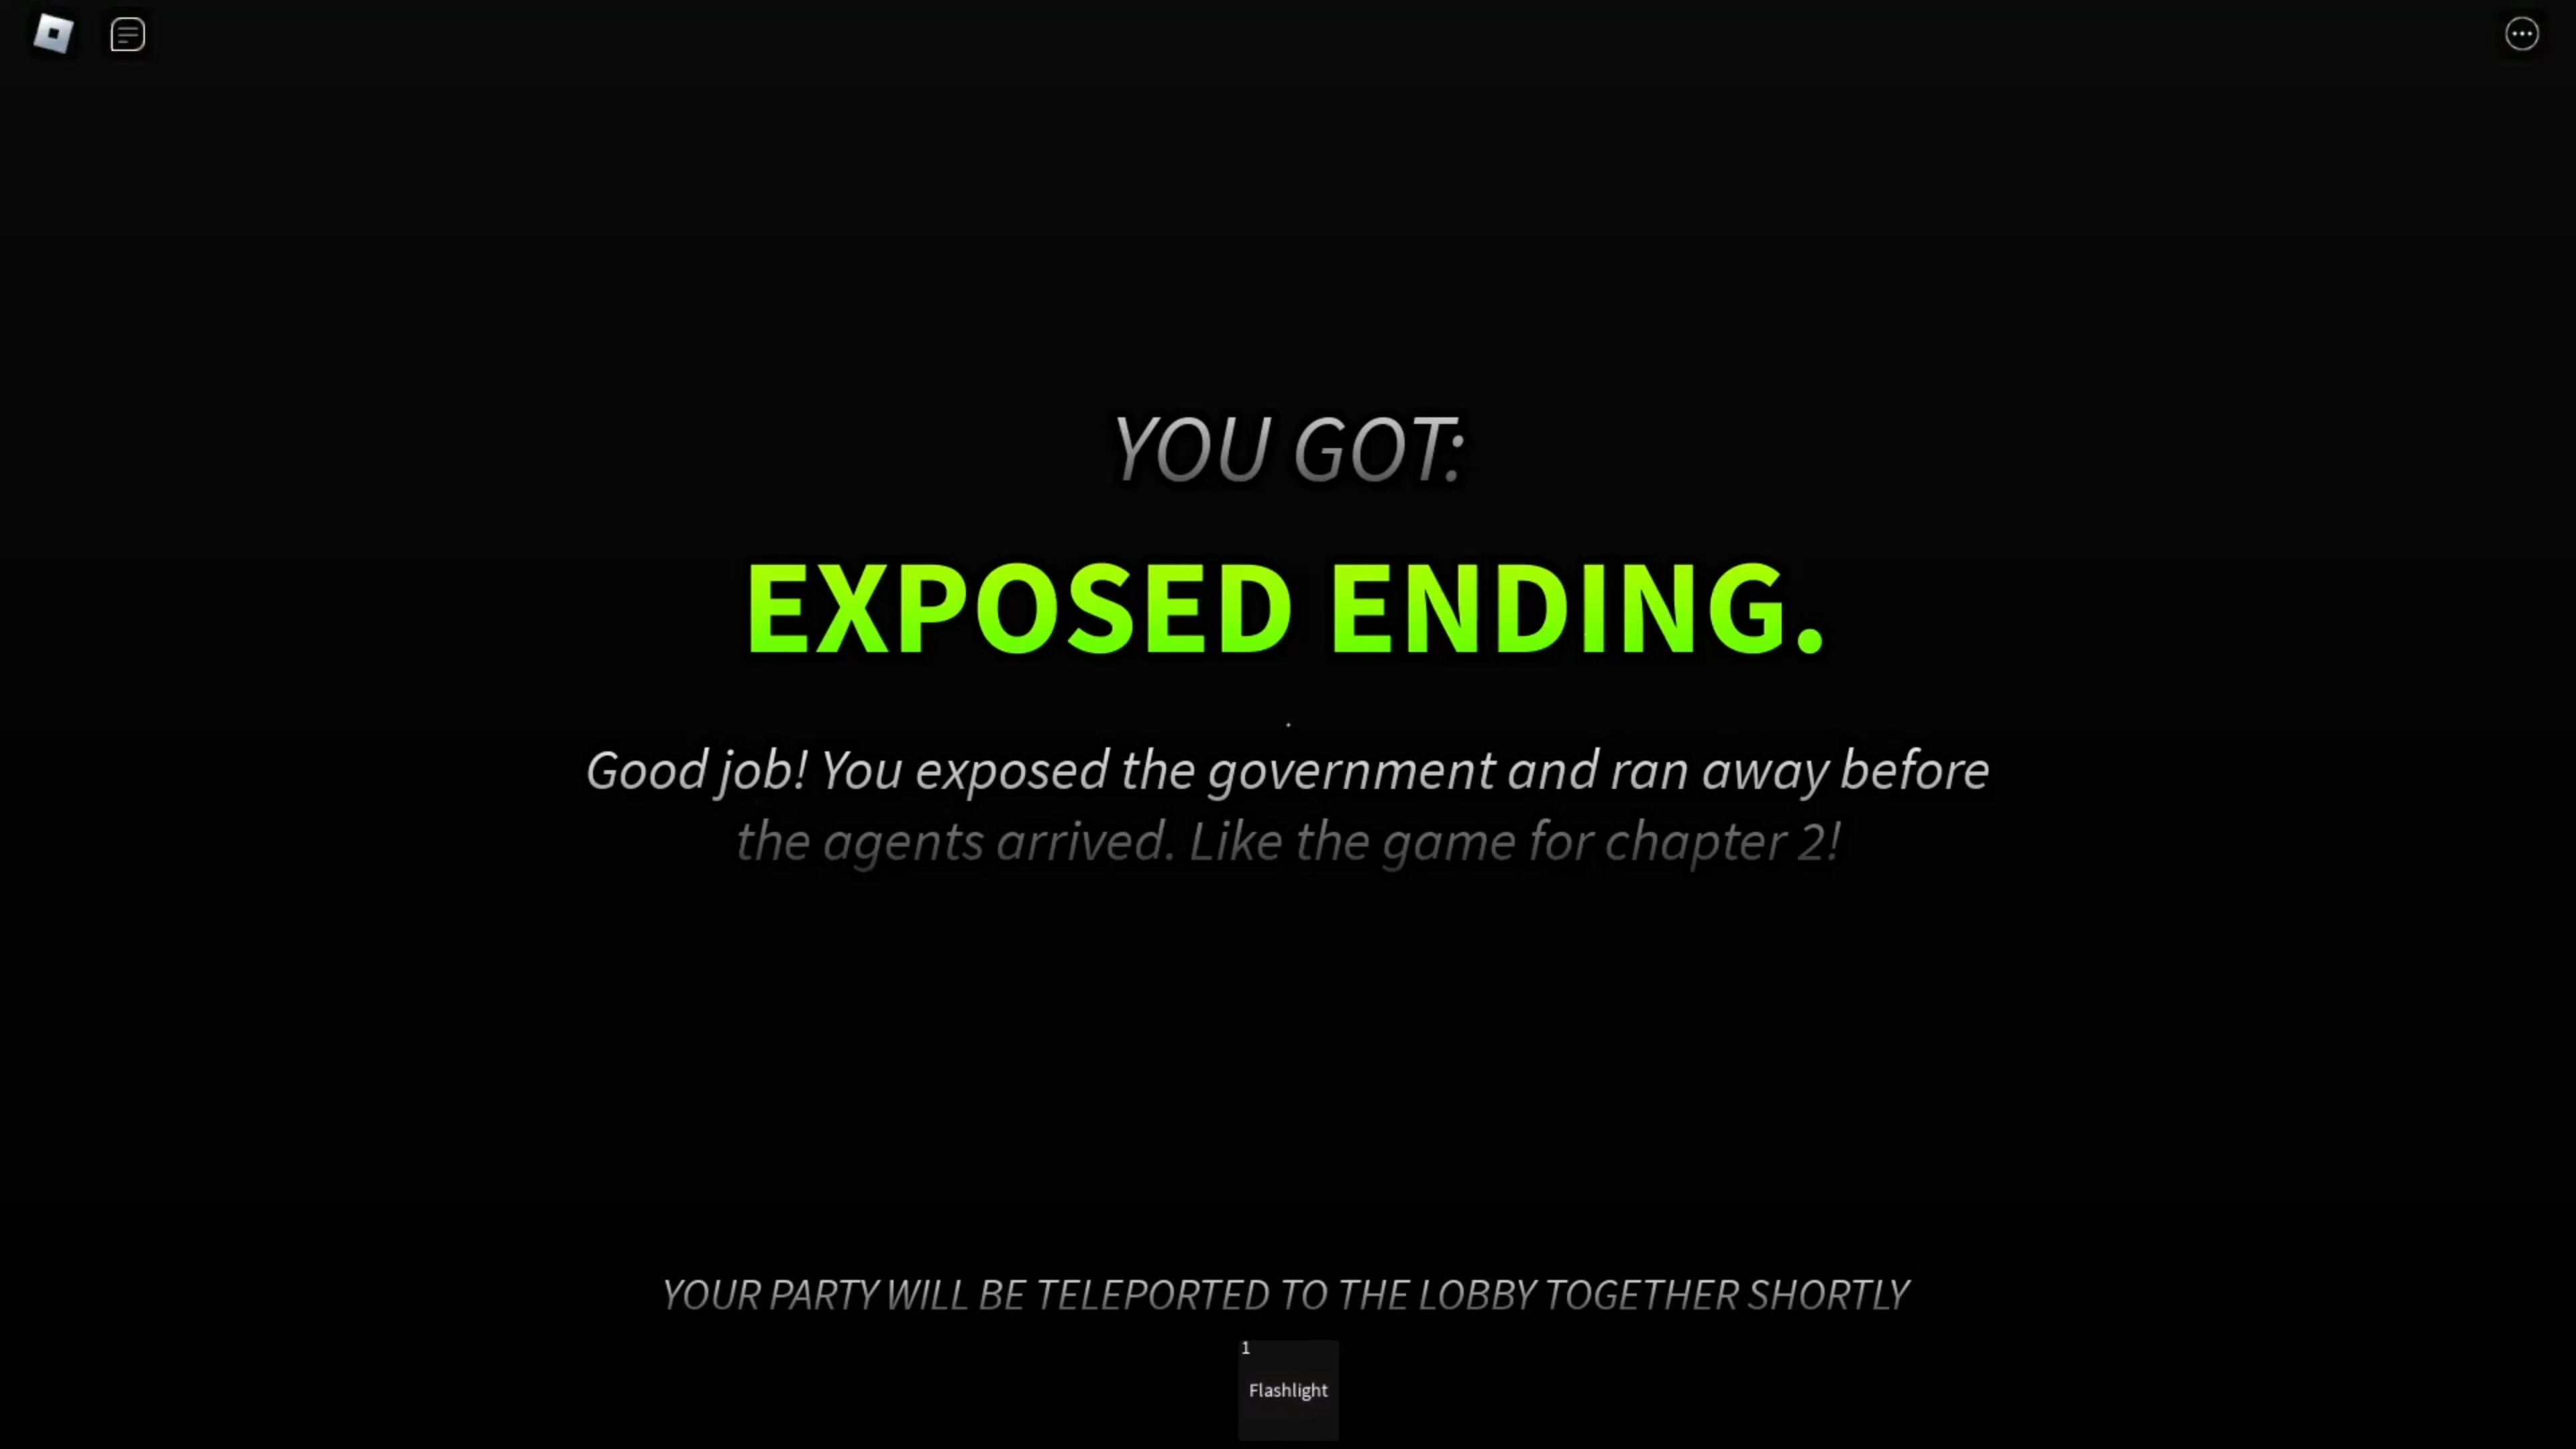 YOU GOT:
EXPOSED ENDING.
Good job! You exposed the government and ran away before
the agents arrived. Like the game for chapter 2!
YOUR PARTY WILL BE TELEPORTED TO THE LOBBY TOGETHER SHORTLY
1
Flashlight